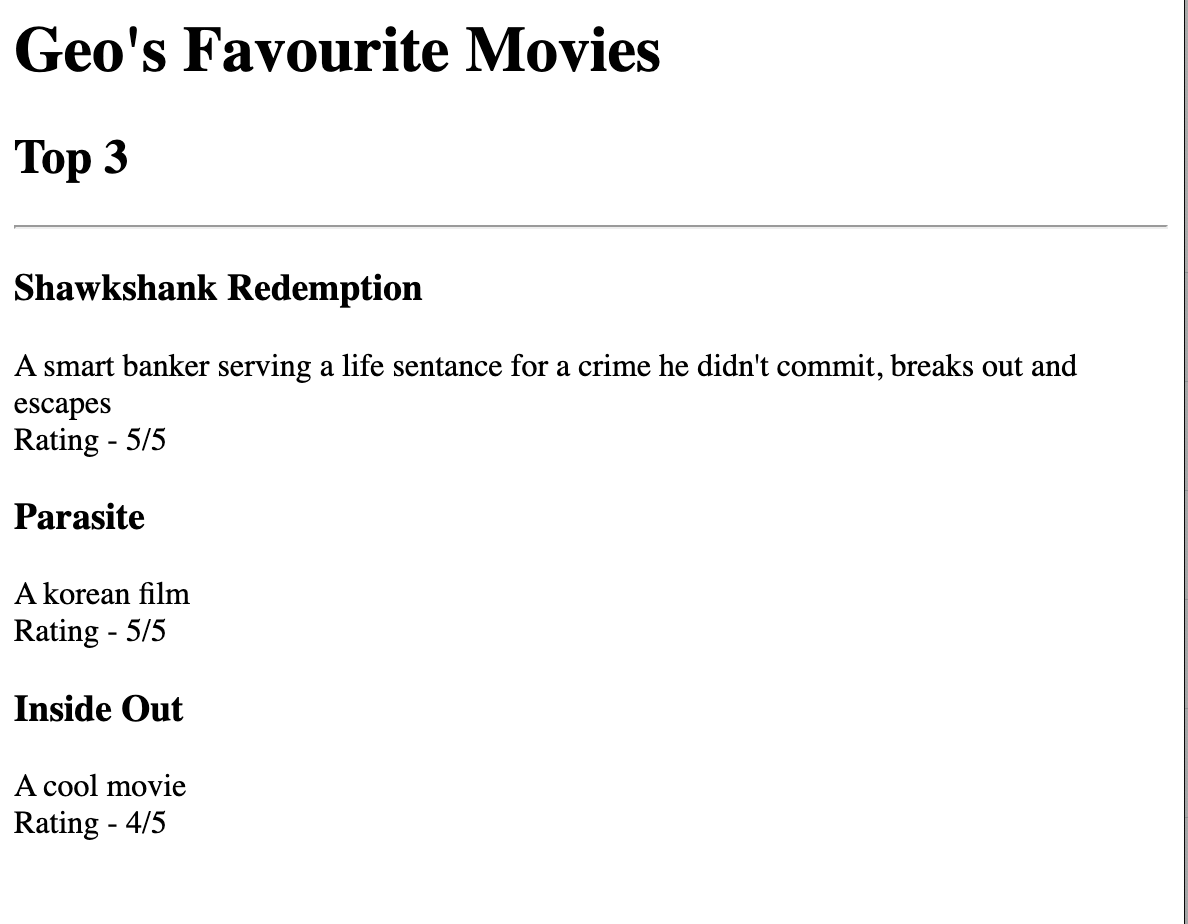 Geo's Favourite Movies
Top 3
Shawkshank Redemption
A smart banker serving a life sentance for a crime he didn't commit, breaks out and
escapes
Rating - 5/5
Parasite
A korean film
Rating - 5/5
Inside Out
A cool movie
Rating - 4/5